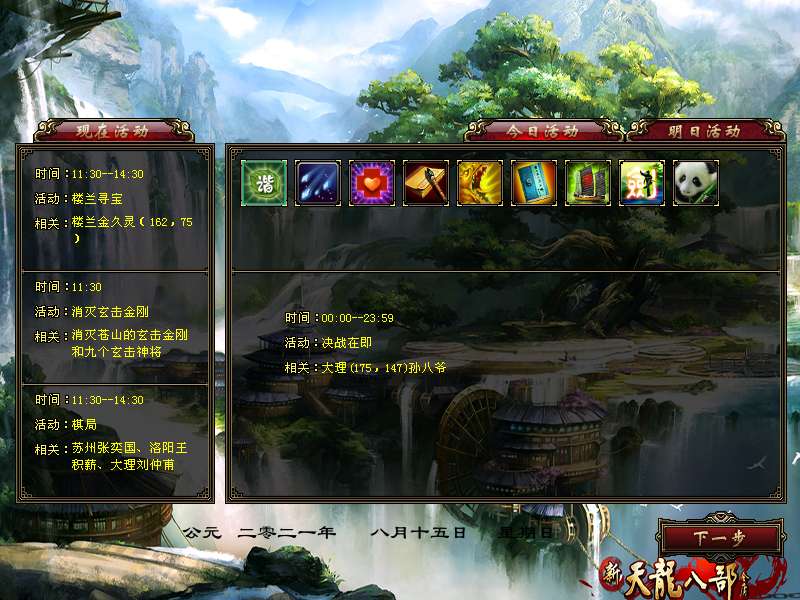 现在活动
今日活动
明日活动
时间：11:30--14:30
活动：楼兰寻宝
相关：楼兰金久灵(162，75
)
时间：11:30
活动：消灭玄击金刚
相关：消灭苍山的玄击金刚
和九个玄击神将
时间：11:30--14:30
活动：棋局
相关：苏州张奕国、洛阳王
积薪、大理刘仲甫
谐
时间：00:00--23:59
活动：决战在即
相关：大理(175，147)孙八爷
公元 二零二一年 八月十五日 星期日
下一步
新天龙八部